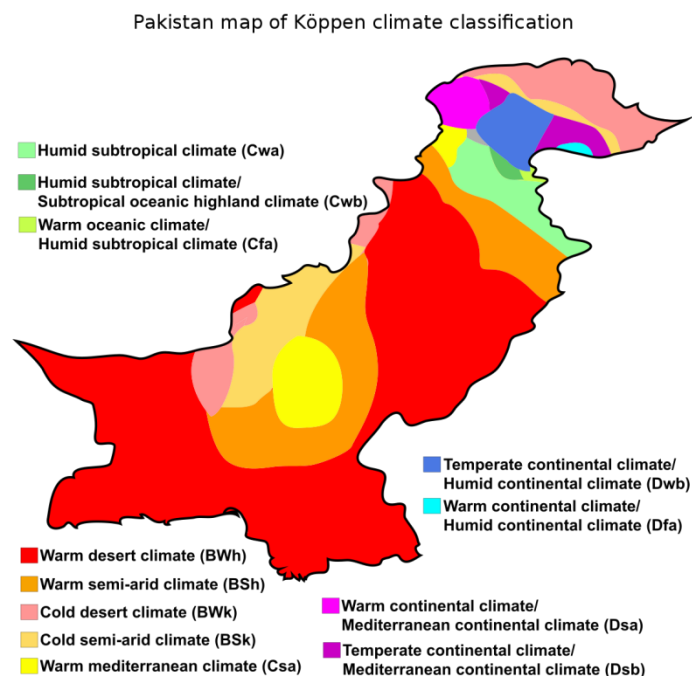 Pakistan map of Köppen climate classification
Humid subtropical climate (Cwa)
Humid subtropical climate/
Subtropical oceanic highland climate (Cwb)
Warm oceanic climate/
Humid subtropical climate (Cfa)
Temperate continental climate/
Humid continental climate (Dwb)
Warm continental climate/
Humid continental climate (Dfa)
Warm desert climate (BWh)
Warm semi-arid climate (BSh)
Cold desert climate (BWk)
Cold semi-arid climate (BSk)
Warm mediterranean climate (Csa)
Warm continental climate/
Mediterranean continental climate (Dsa)
Temperate continental climate/
Mediterranean continental climate (Dsb)